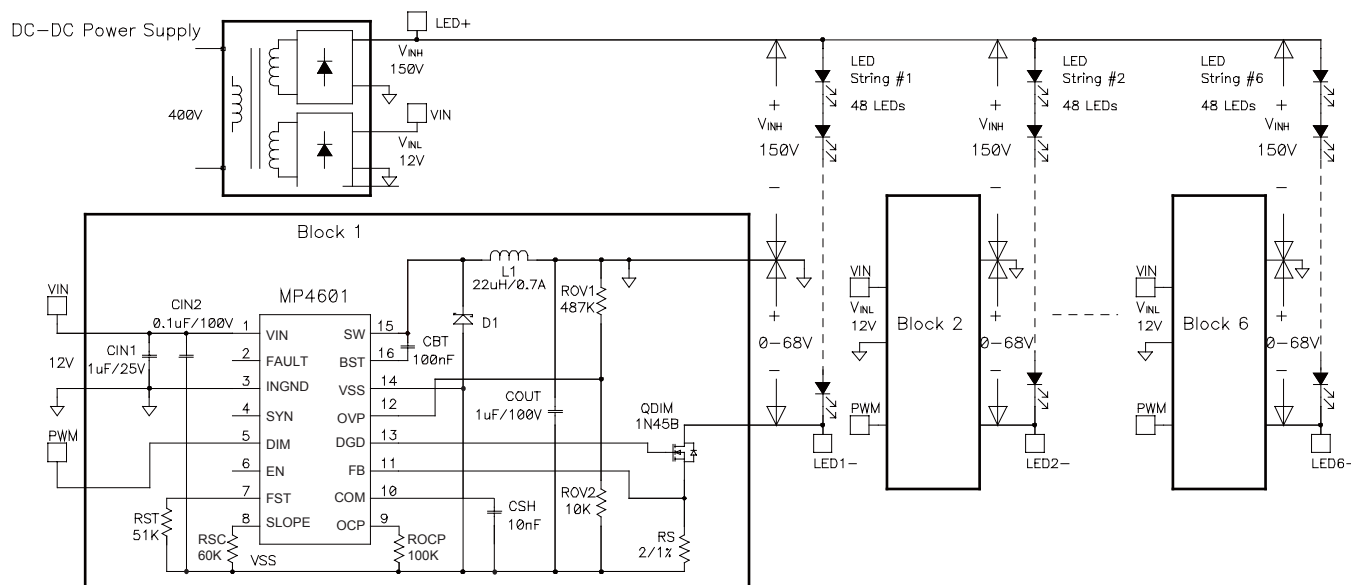 DC-DC Power Supply
400V
LED+
VINH
150V
VIN
VINL
12V
LED
String #1
48 LEDs
+
VINH
150V
-
+
0-68V
-
LED1-
LED
String #2
48 LEDs
+
VINH
150V
-
+
0-68V
-
LED2-
LED
String #6
48 LEDs
+
VINH
150V
-
+
0-68V
-
LED6-
Block 1
VIN
12V
PWM
CIN1
1uF/25V
CIN2
0.1uF/100V
MP4601
1 VIN
2 FAULT
3 INGND
4 SYN
5 DIM
6 EN
7 FST
8 SLOPE
SW 15
BST 16
VSS 14
OVP 12
DGD 13
FB 11
COM 10
OCP 9
RST
51K
RSC
60K
VSS
ROCP
100K
CBT
100nF
D1
L1
22uH/0.7A
COUT
1uF/100V
CSH
10nF
ROV1
487K
ROV2
10K
QDIM
1N45B
RS
2/1%
VIN
VINL
12V
PWM
Block 2
VIN
VINL
12V
PWM
Block 6